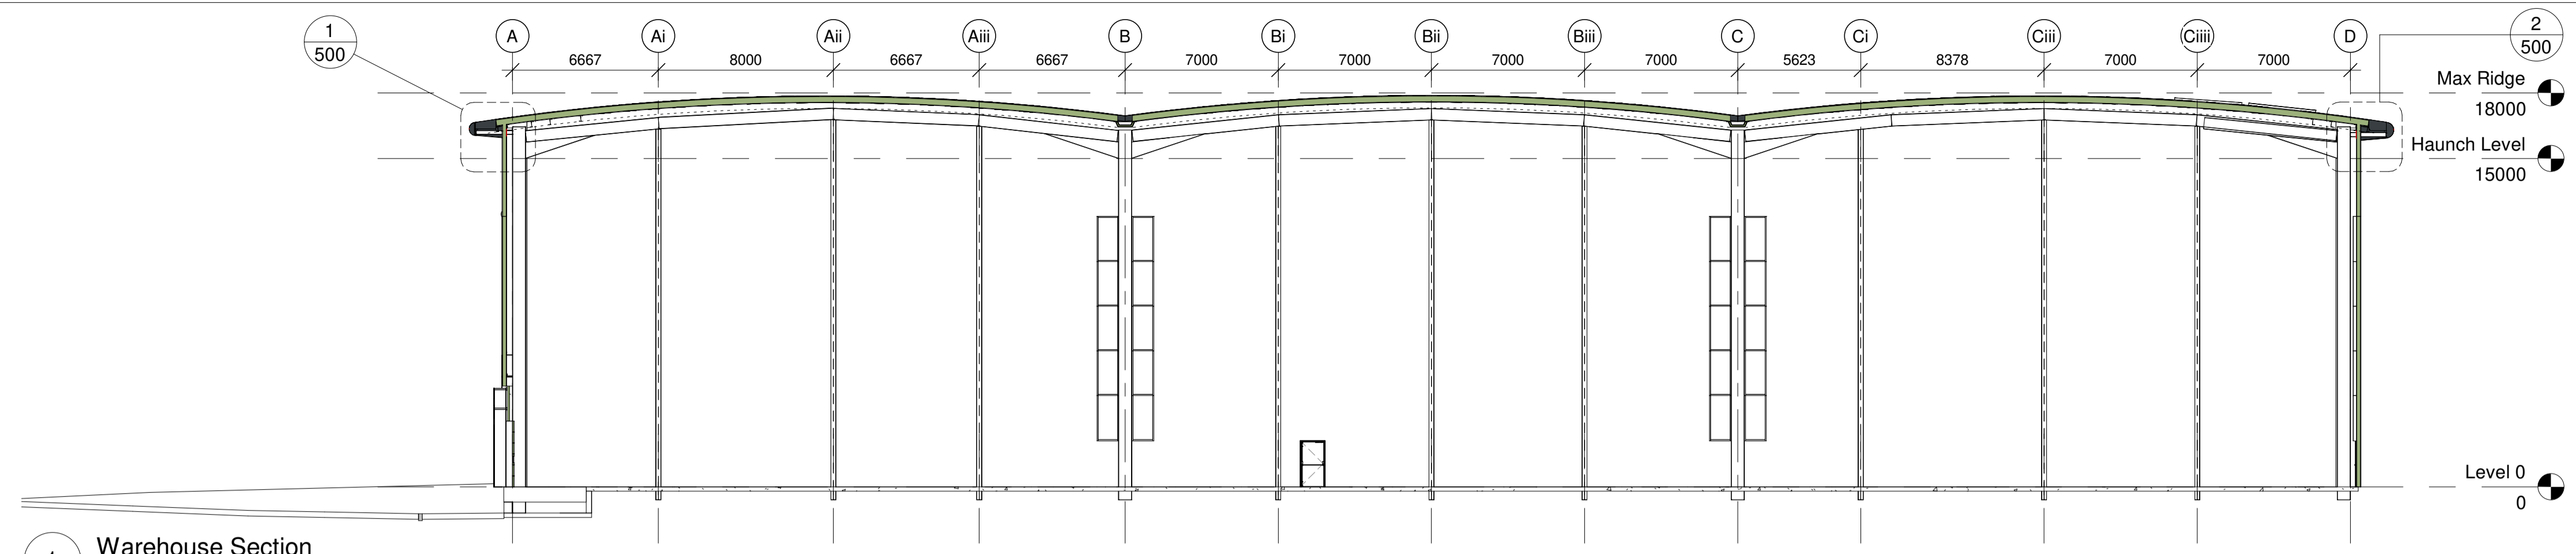 1
500
A Ai Aii Aiii B Bi Bii Biii C Ci Ciii Ciiii D
2
500
6667 8000 6667 6667 7000 7000 7000 7000 5623 8378 7000 7000
Max Ridge
18000
Haunch Level
15000
Level 0
0
Warehouse Section